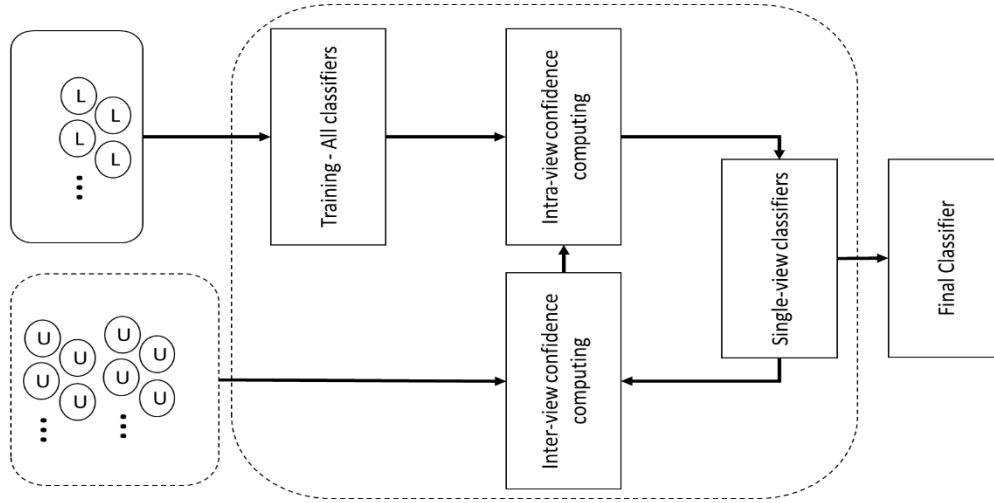 L
L
L
L
...
Training - All classifiers
Intra-view confidence
computing
Single-view classifiers
Final Classifier
U
U
U
U
U
U
U
U
...
...
Inter-view confidence
computing